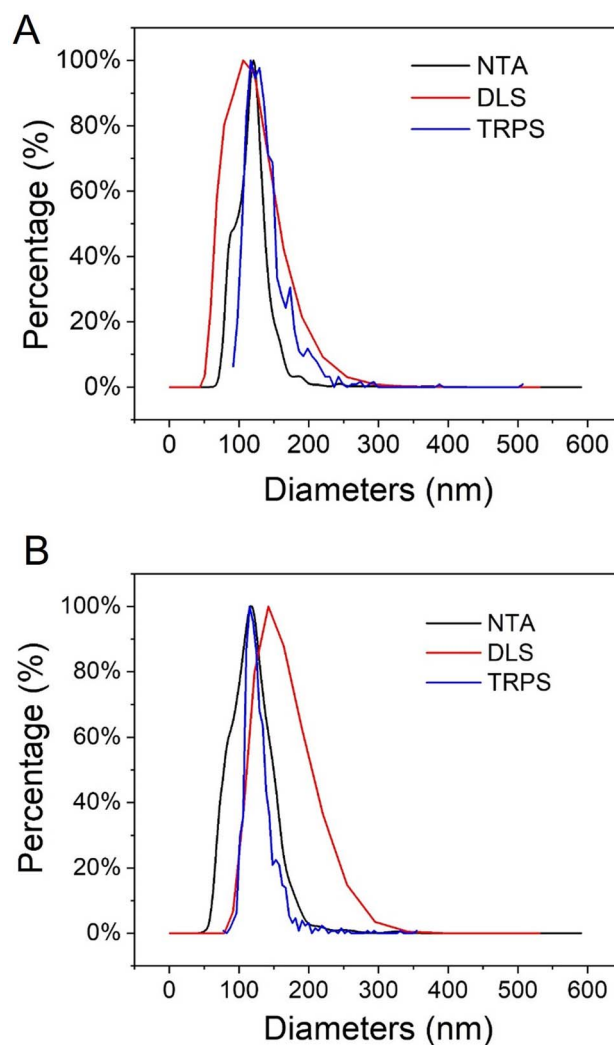 A
Percentage (%)
100%
80%
60%
40%
20%
0%
NTA
DLS
TRPS
0 100 200 300 400 500 600
Diameters (nm)
B
Percentage (%)
100%
80%
60%
40%
20%
0%
NTA
DLS
TRPS
0 100 200 300 400 500 600
Diameters (nm)